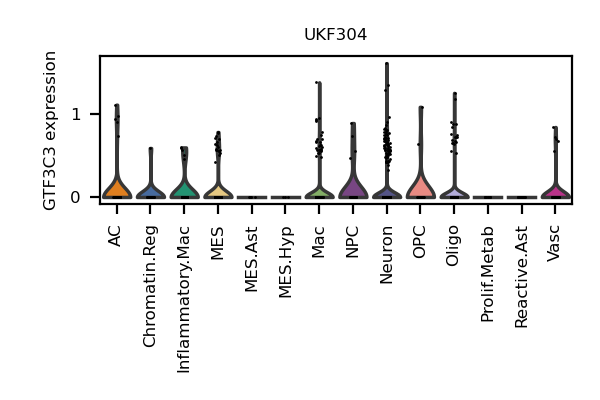 UKF304
GTF3C3 expression
1
0
AC
Chromatin.Reg
Inflammatory.Mac
MES
MES.Ast
MES.Hyp
Mac
NPC
Neuron
OPC
Oligo
Prolif.Metab
Reactive.Ast
Vasc